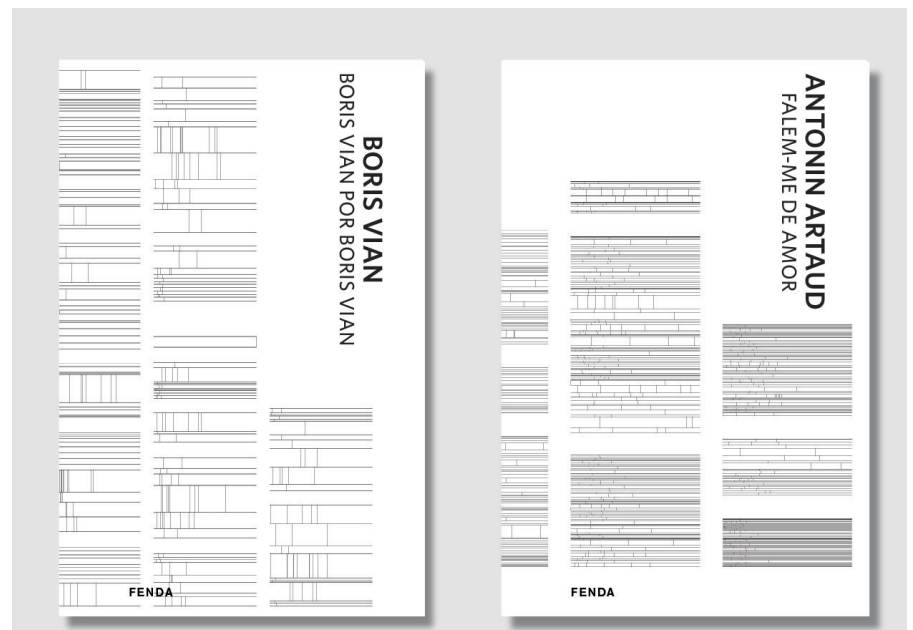 BORIS VIAN
BORIS VIAN POR BORIS VIAN
FENDA
ANTONIN ARTAUD
FALEM-ME DE AMOR
FENDA